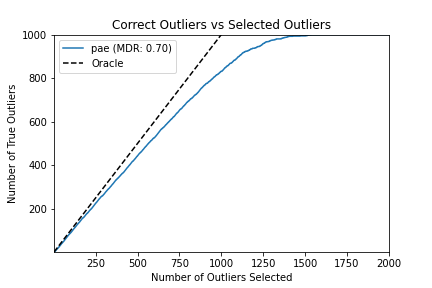 Correct Outliers vs Selected Outliers
pae (MDR: 0.70)
Oracle
Number of True Outliers
1000
800
600
400
200
250
500
750
1000
1250
1500
1750
2000
Number of Outliers Selected